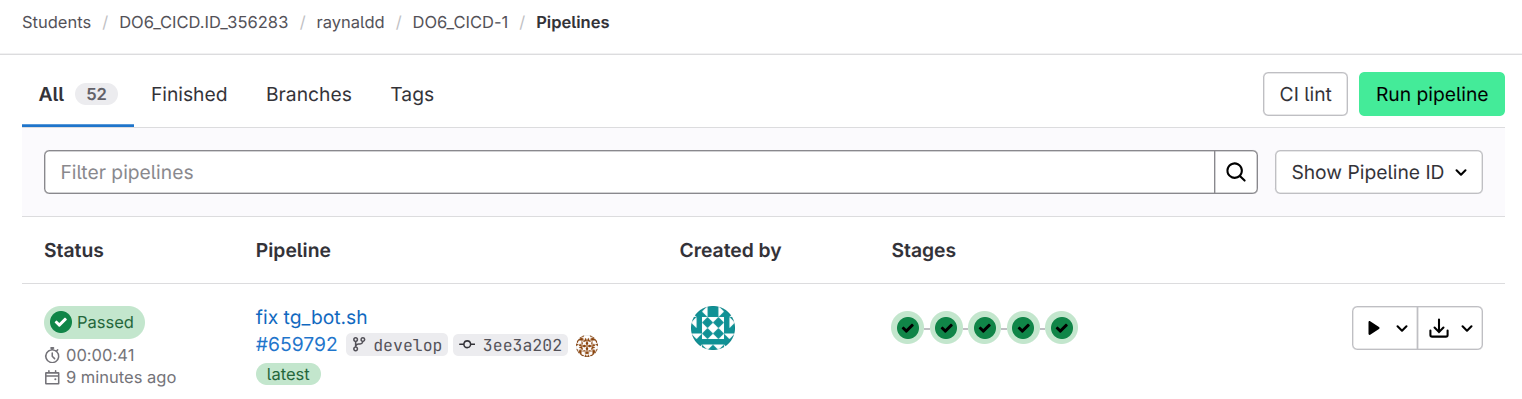 Students / DO6_CICD.ID_356283 / raynaldd / DO6_CICD-1 / Pipelines
All 52 Finished Branches Tags CI lint Run pipeline
Filter pipelines Show Pipeline ID
Status Pipeline Created by Stages
Passed fix tg_bot.sh
#659792 develop 3ee3a202
00:00:41
9 minutes ago latest